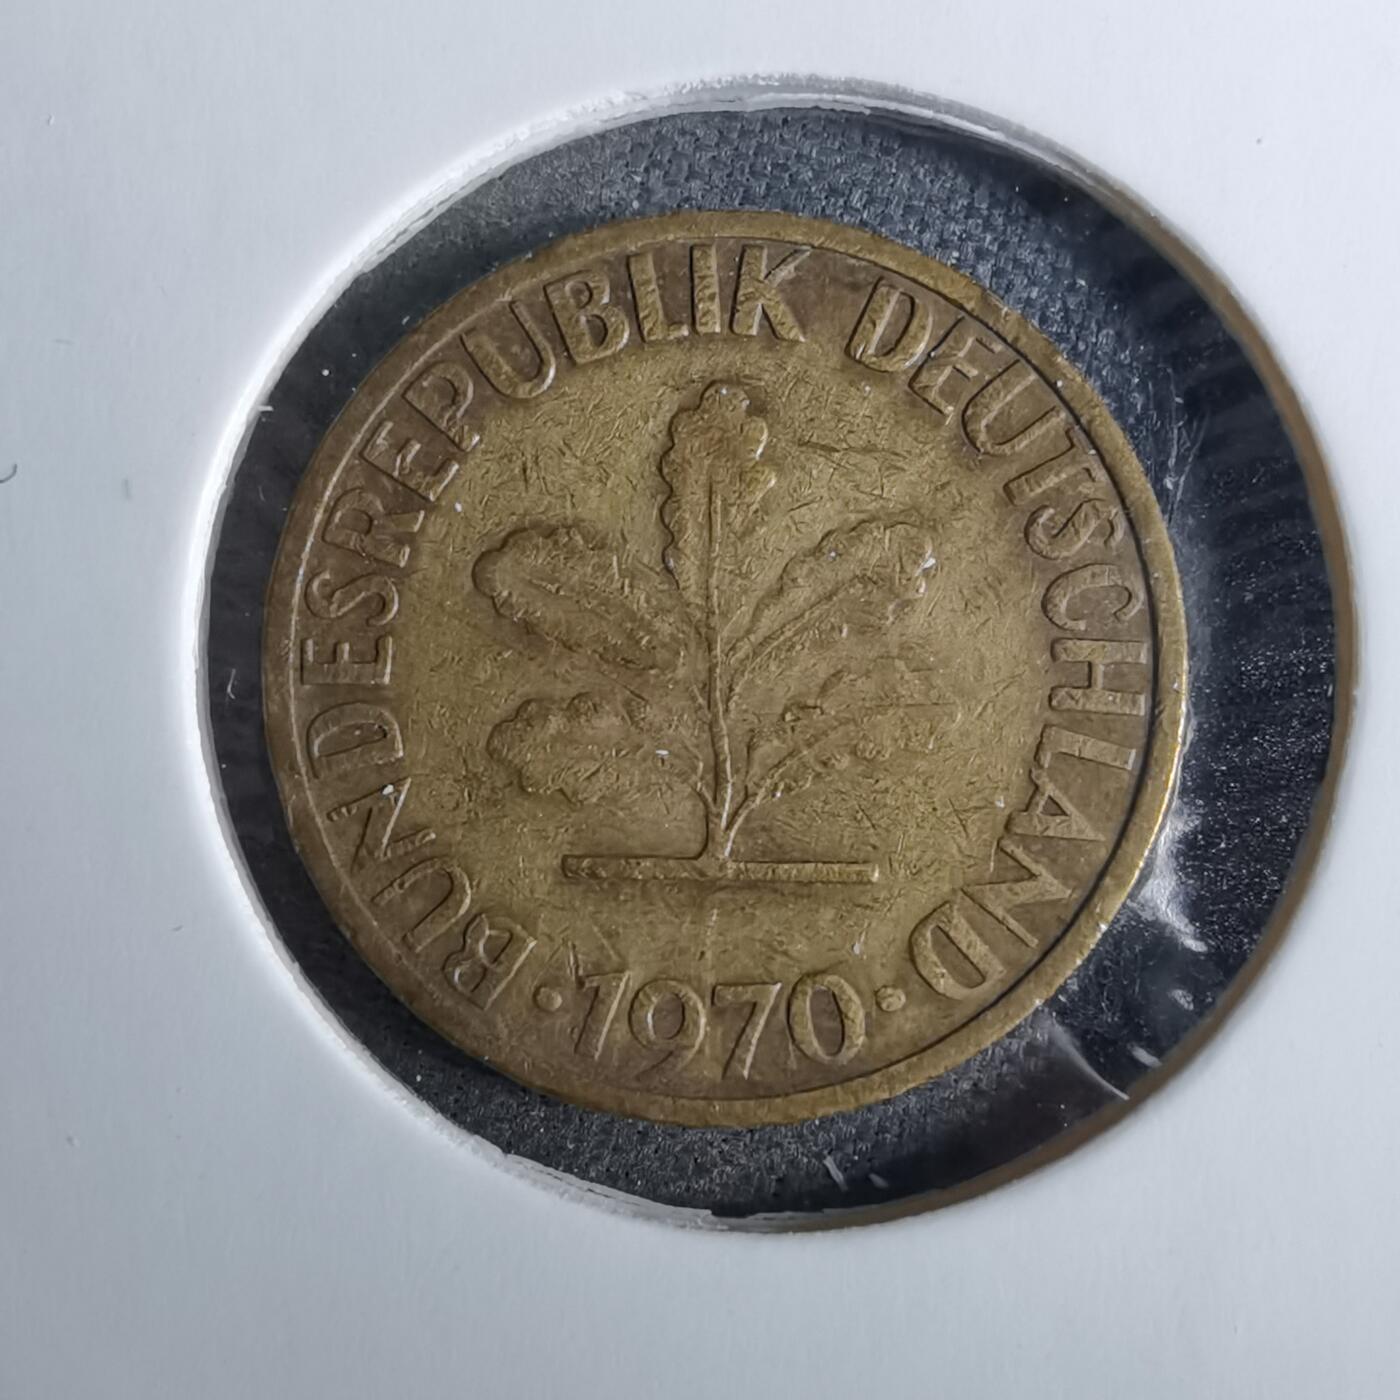 BUNDESREPUBLIK DEUTSCHLAND
· 1970 ·